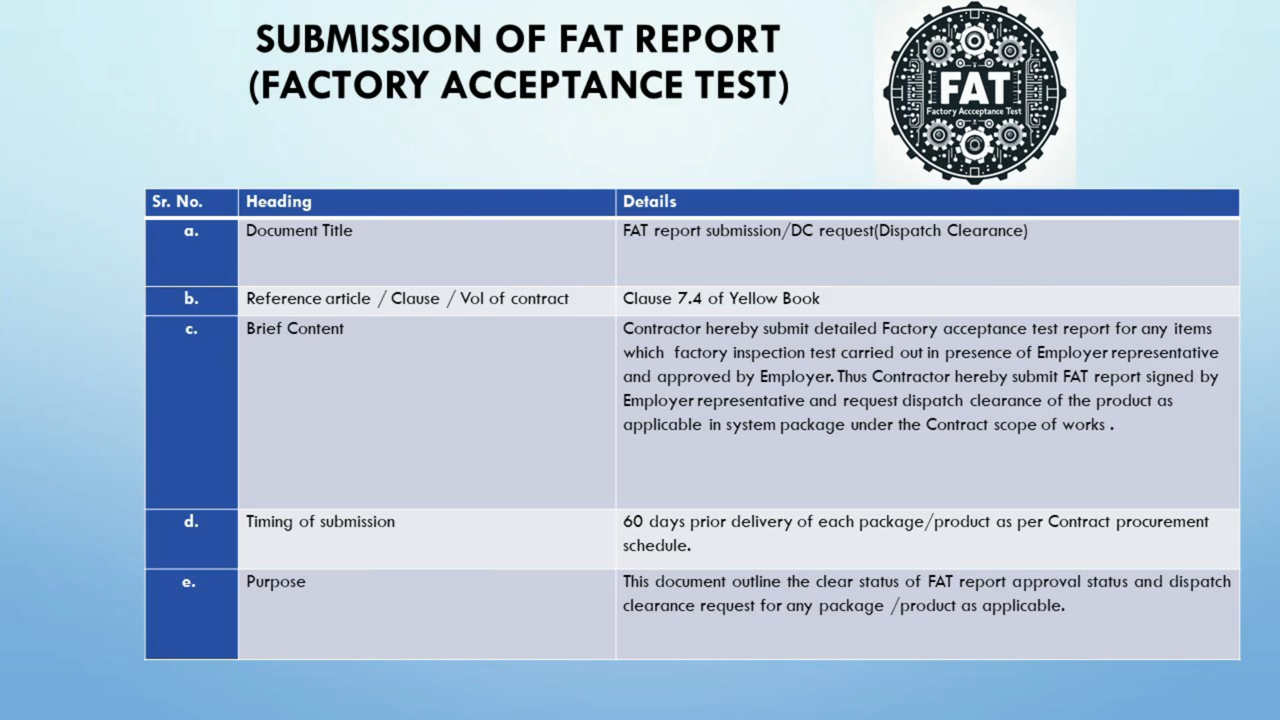 SUBMISSION OF FAT REPORT
(FACTORY ACCEPTANCE TEST)
FAT
Factory Accceptance Test
Sr. No. Heading Details
a. Document Title FAT report submission/DC request(Dispatch Clearance)
b. Reference article / Clause / Vol of contract Clause 7.4 of Yellow Book
c. Brief Content Contractor hereby submit detailed Factory acceptance test report for any items
which factory inspection test carried out in presence of Employer representative
and approved by Employer. Thus Contractor hereby submit FAT report signed by
Employer representative and request dispatch clearance of the product as
applicable in system package under the Contract scope of works .
d. Timing of submission 60 days prior delivery of each package/product as per Contract procurement
schedule.
e. Purpose This document outline the clear status of FAT report approval status and dispatch
clearance request for any package /product as applicable.